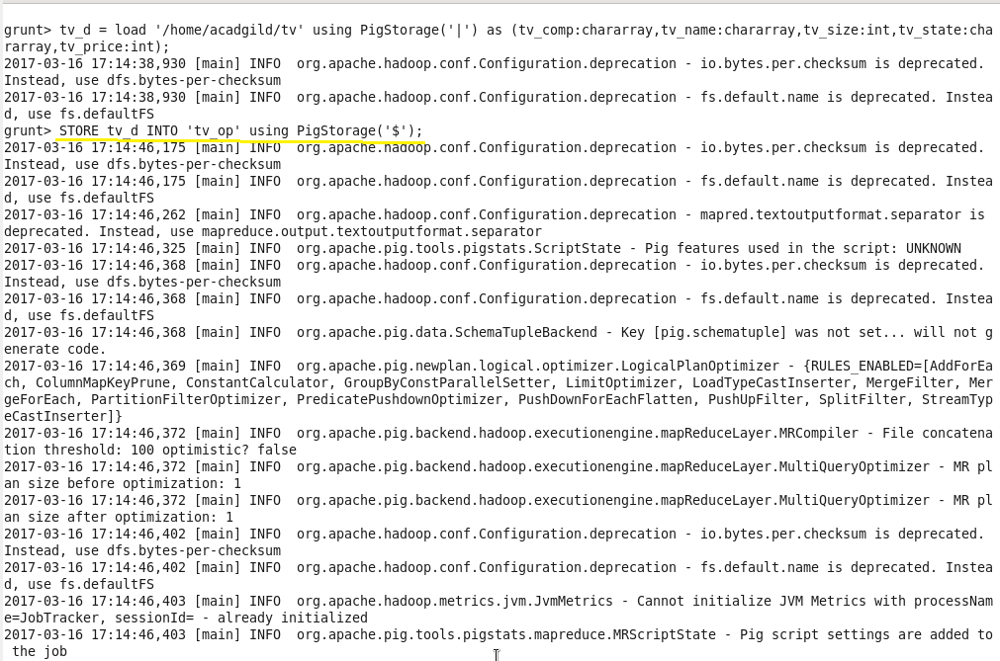 grunt> tv_d = load '/home/acadgild/tv' using PigStorage('|') as (tv_comp:chararray,tv_name:chararray,tv_size:int,tv_state:cha
rarray,tv_price:int);
2017-03-16 17:14:38,930 [main] INFO  org.apache.hadoop.conf.Configuration.deprecation - io.bytes.per.checksum is deprecated.
Instead, use dfs.bytes-per-checksum
2017-03-16 17:14:38,930 [main] INFO  org.apache.hadoop.conf.Configuration.deprecation - fs.default.name is deprecated. Instea
d, use fs.defaultFS
grunt> STORE tv_d INTO 'tv_op' using PigStorage('$');
2017-03-16 17:14:46,175 [main] INFO  org.apache.hadoop.conf.Configuration.deprecation - io.bytes.per.checksum is deprecated.
Instead, use dfs.bytes-per-checksum
2017-03-16 17:14:46,175 [main] INFO  org.apache.hadoop.conf.Configuration.deprecation - fs.default.name is deprecated. Instea
d, use fs.defaultFS
2017-03-16 17:14:46,262 [main] INFO  org.apache.hadoop.conf.Configuration.deprecation - mapred.textoutputformat.separator is
deprecated. Instead, use mapreduce.output.textoutputformat.separator
2017-03-16 17:14:46,325 [main] INFO  org.apache.pig.tools.pigstats.ScriptState - Pig features used in the script: UNKNOWN
2017-03-16 17:14:46,368 [main] INFO  org.apache.hadoop.conf.Configuration.deprecation - io.bytes.per.checksum is deprecated.
Instead, use dfs.bytes-per-checksum
2017-03-16 17:14:46,368 [main] INFO  org.apache.hadoop.conf.Configuration.deprecation - fs.default.name is deprecated. Instea
d, use fs.defaultFS
2017-03-16 17:14:46,368 [main] INFO  org.apache.pig.data.SchemaTupleBackend - Key [pig.schematuple] was not set... will not g
enerate code.
2017-03-16 17:14:46,369 [main] INFO  org.apache.pig.newplan.logical.optimizer.LogicalPlanOptimizer - {RULES_ENABLED=[AddForEa
ch, ColumnMapKeyPrune, ConstantCalculator, GroupByConstParallelSetter, LimitOptimizer, LoadTypeCastInserter, MergeFilter, Mer
geForEach, PartitionFilterOptimizer, PredicatePushdownOptimizer, PushDownForEachFlatten, PushUpFilter, SplitFilter, StreamTyp
eCastInserter]}
2017-03-16 17:14:46,372 [main] INFO  org.apache.pig.backend.hadoop.executionengine.mapReduceLayer.MRCompiler - File concatena
tion threshold: 100 optimistic? false
2017-03-16 17:14:46,372 [main] INFO  org.apache.pig.backend.hadoop.executionengine.mapReduceLayer.MultiQueryOptimizer - MR pl
an size before optimization: 1
2017-03-16 17:14:46,372 [main] INFO  org.apache.pig.backend.hadoop.executionengine.mapReduceLayer.MultiQueryOptimizer - MR pl
an size after optimization: 1
2017-03-16 17:14:46,402 [main] INFO  org.apache.hadoop.conf.Configuration.deprecation - io.bytes.per.checksum is deprecated.
Instead, use dfs.bytes-per-checksum
2017-03-16 17:14:46,402 [main] INFO  org.apache.hadoop.conf.Configuration.deprecation - fs.default.name is deprecated. Instea
d, use fs.defaultFS
2017-03-16 17:14:46,403 [main] INFO  org.apache.hadoop.metrics.jvm.JvmMetrics - Cannot initialize JVM Metrics with processNam
e=JobTracker, sessionId= - already initialized
2017-03-16 17:14:46,403 [main] INFO  org.apache.pig.tools.pigstats.mapreduce.MRScriptState - Pig script settings are added to
 the job